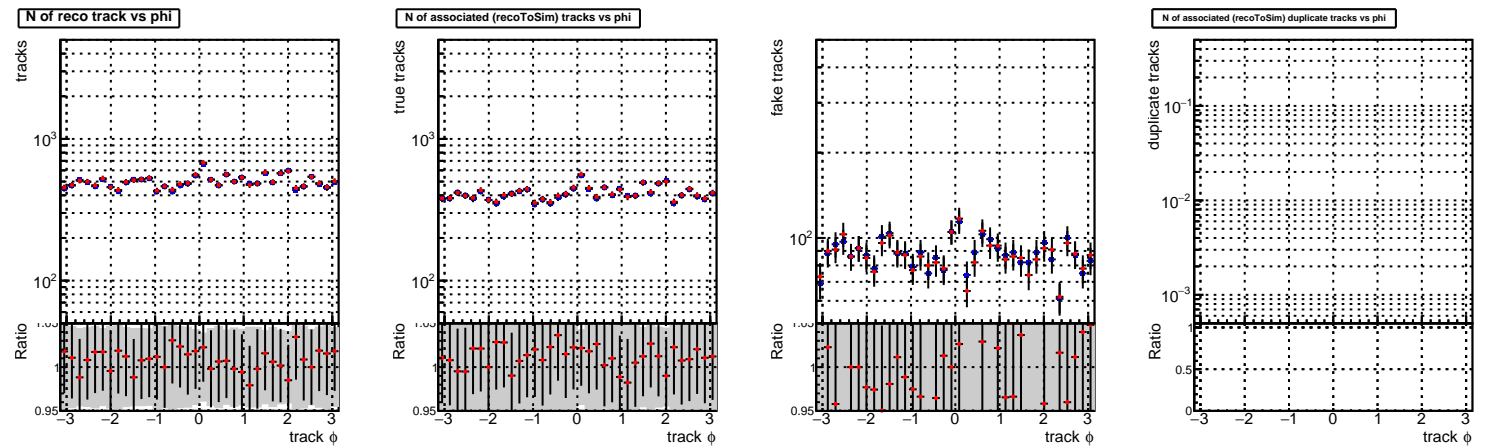 N of reco track vs phi
tracks
10³
10²
Ratio
1
0.95
−3 −2 −1 0 1 2 3
track ϕ
N of associated (recoToSim) tracks vs phi
true tracks
10³
10²
Ratio
1
0.95
−3 −2 −1 0 1 2 3
track ϕ
fake tracks
10²
Ratio
1
0.95
−3 −2 −1 0 1 2 3
track ϕ
N of associated (recoToSim) duplicate tracks vs phi
duplicate tracks
10⁻¹
10⁻²
10⁻³
Ratio
1
0.5
0
−3 −2 −1 0 1 2 3
track ϕ